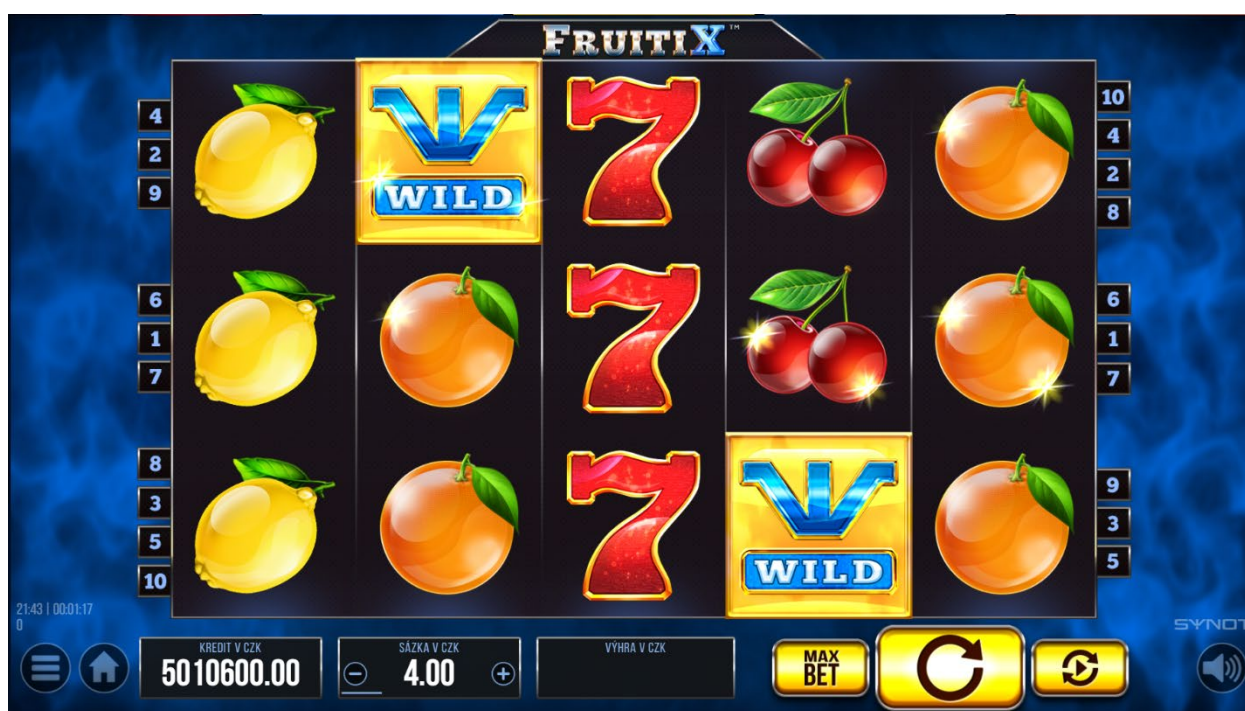 FRUITIX™
4
2
9
6
1
7
8
3
5
10
WILD
WILD
10
4
2
8
6
1
7
9
3
5
21:43 | 00:01:17
0
SYNOT
KREDIT V CZK
5010600.00
SÁZKA V CZK
4.00
VÝHRA V CZK
MAX
BET